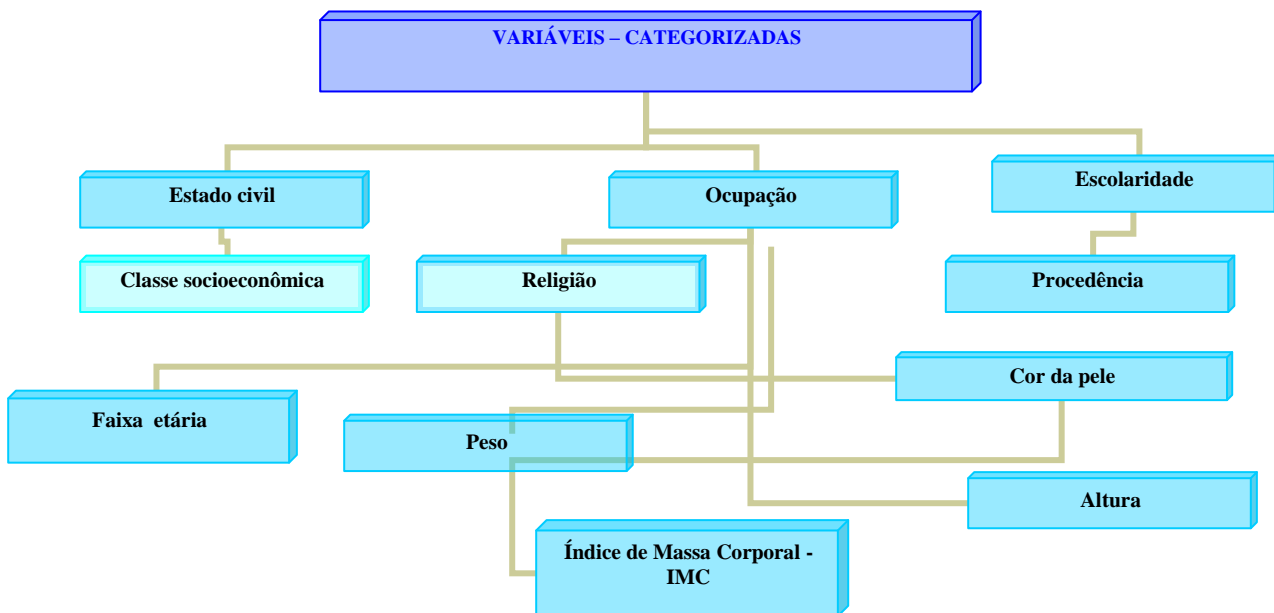 VARIÁVEIS – CATEGORIZADAS
Estado civil
Ocupação
Escolaridade
Classe socioeconômica
Religião
Procedência
Cor da pele
Faixa etária
Peso
Altura
Índice de Massa Corporal -
IMC